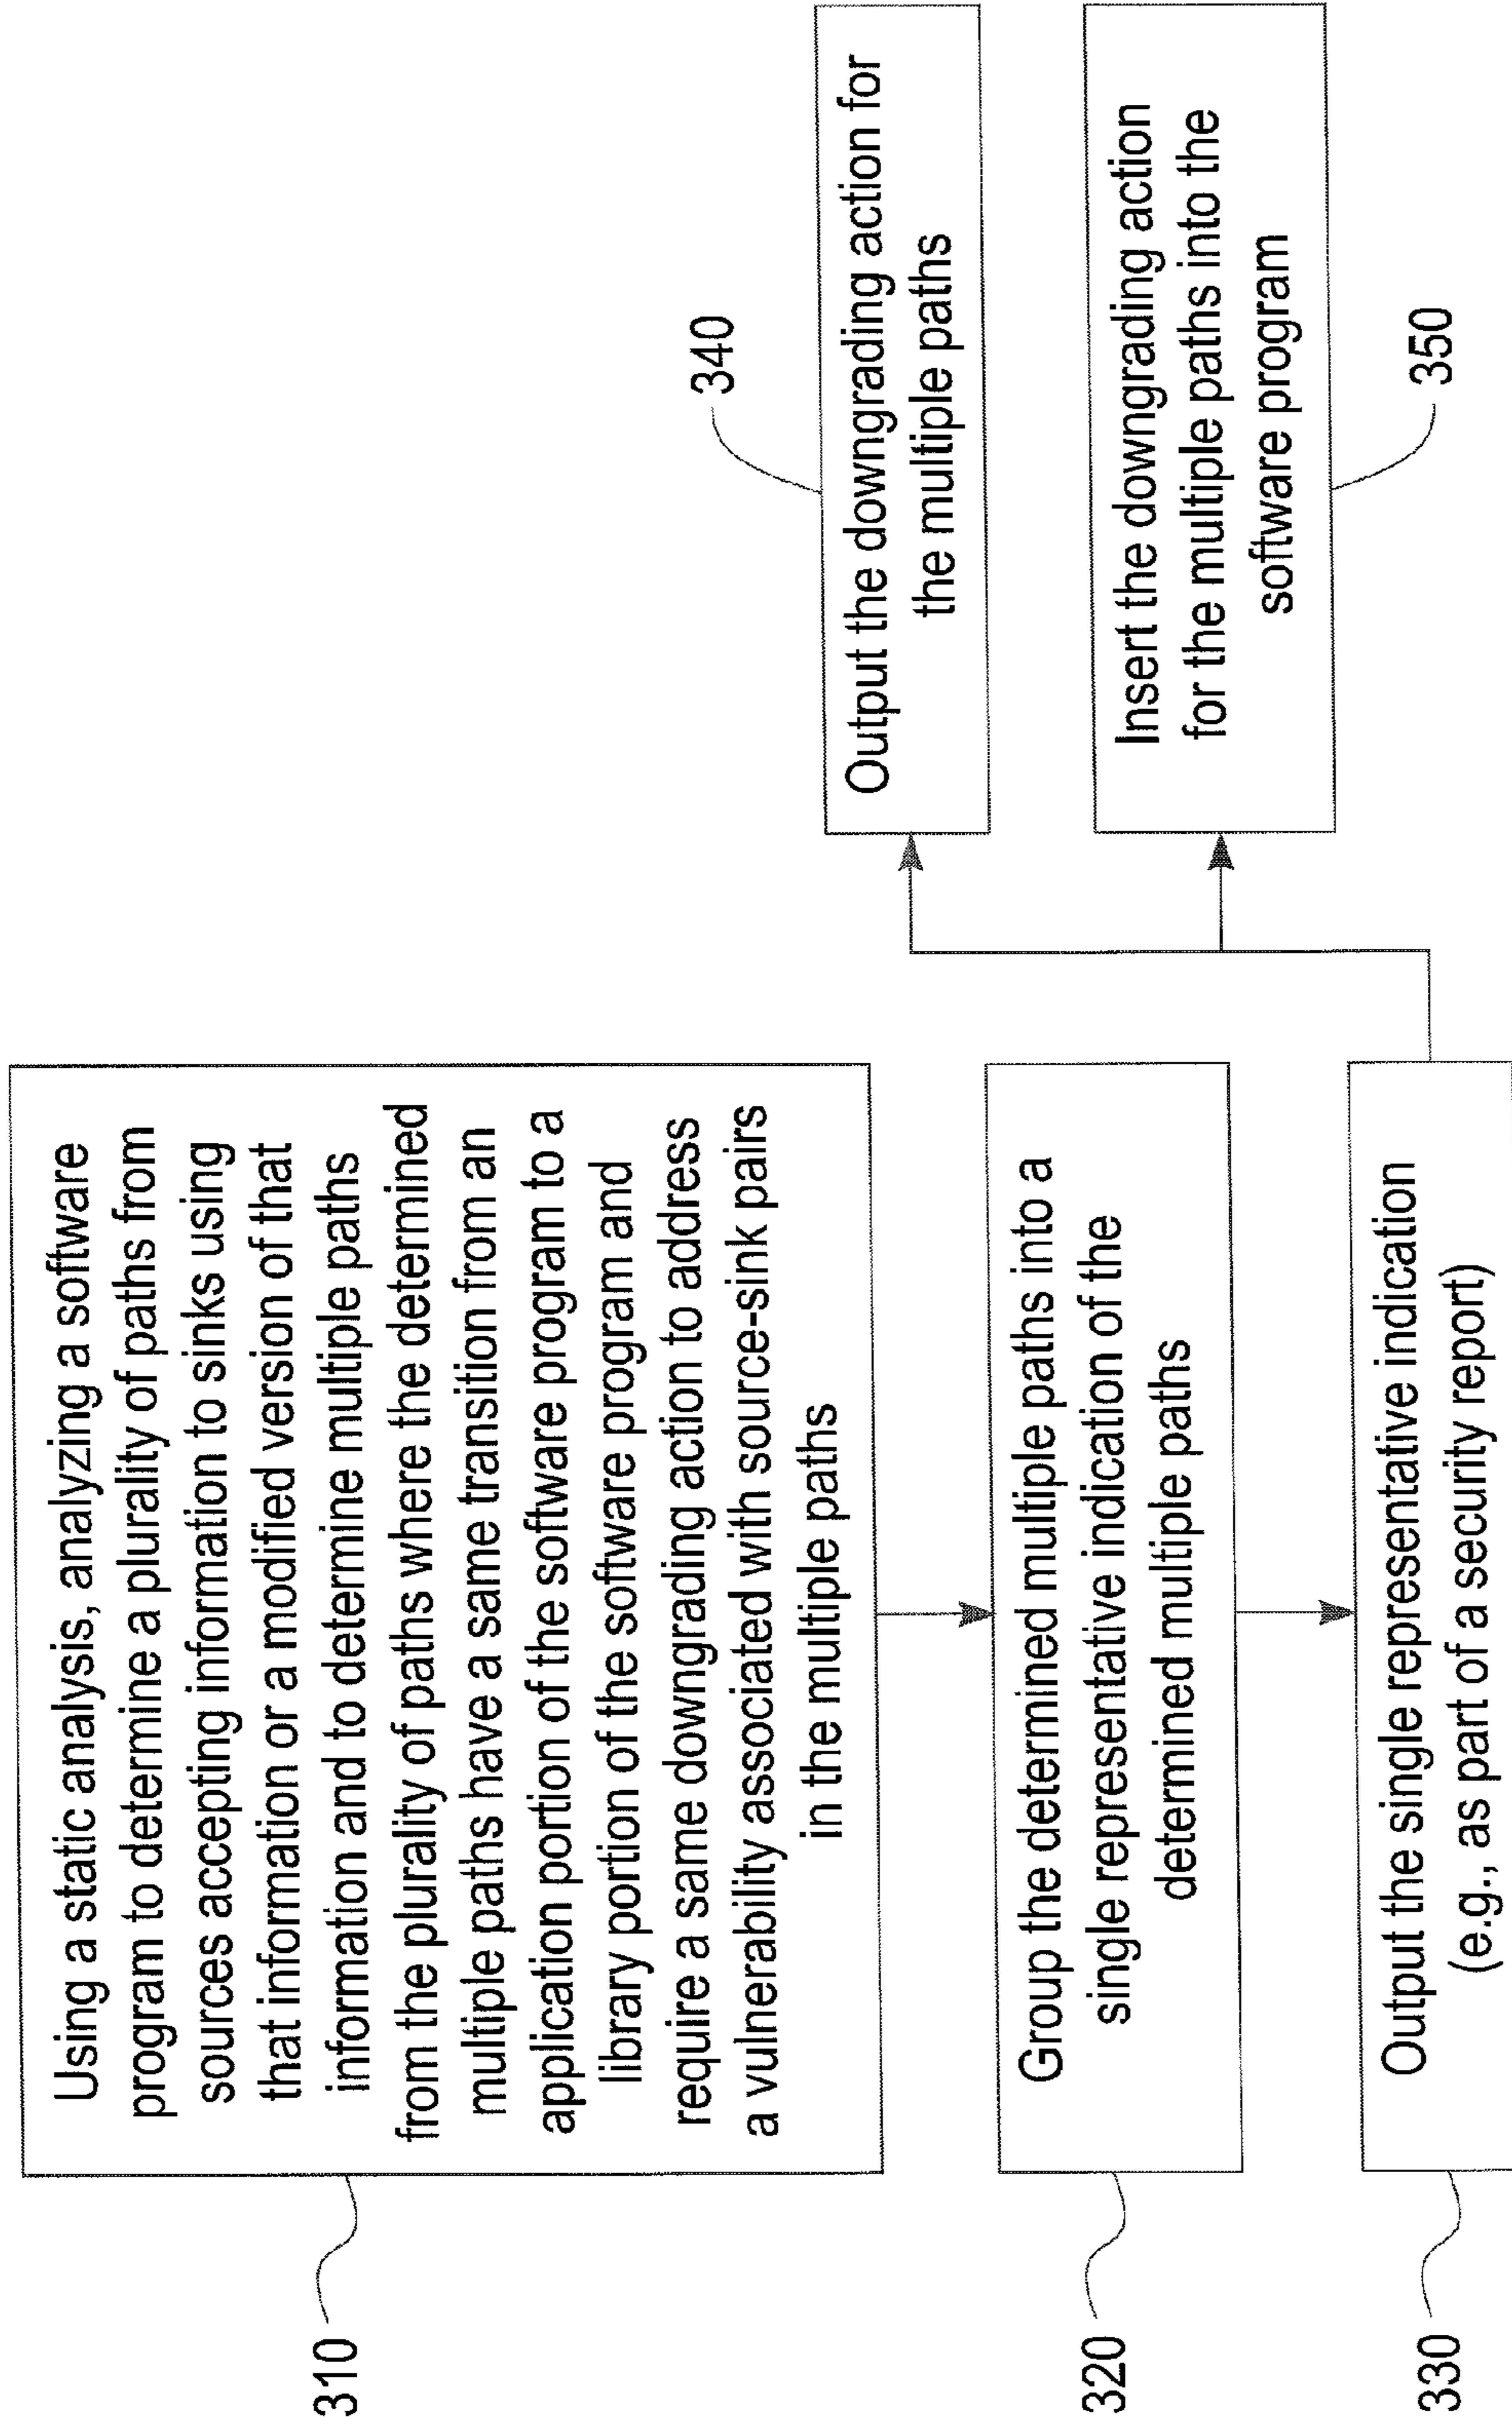 310
Using a static analysis, analyzing a software
program to determine a plurality of paths from
sources accepting information to sinks using
that information or a modified version of that
information and to determine multiple paths
from the plurality of paths where the determined
multiple paths have a same transition from an
application portion of the software program to a
library portion of the software program and
require a same downgrading action to address
a vulnerability associated with source-sink pairs
in the multiple paths
320
Group the determined multiple paths into a
single representative indication of the
determined multiple paths
330
Output the single representative indication
(e.g., as part of a security report)
340
Output the downgrading action for
the multiple paths
Insert the downgrading action
for the multiple paths into the
software program
350